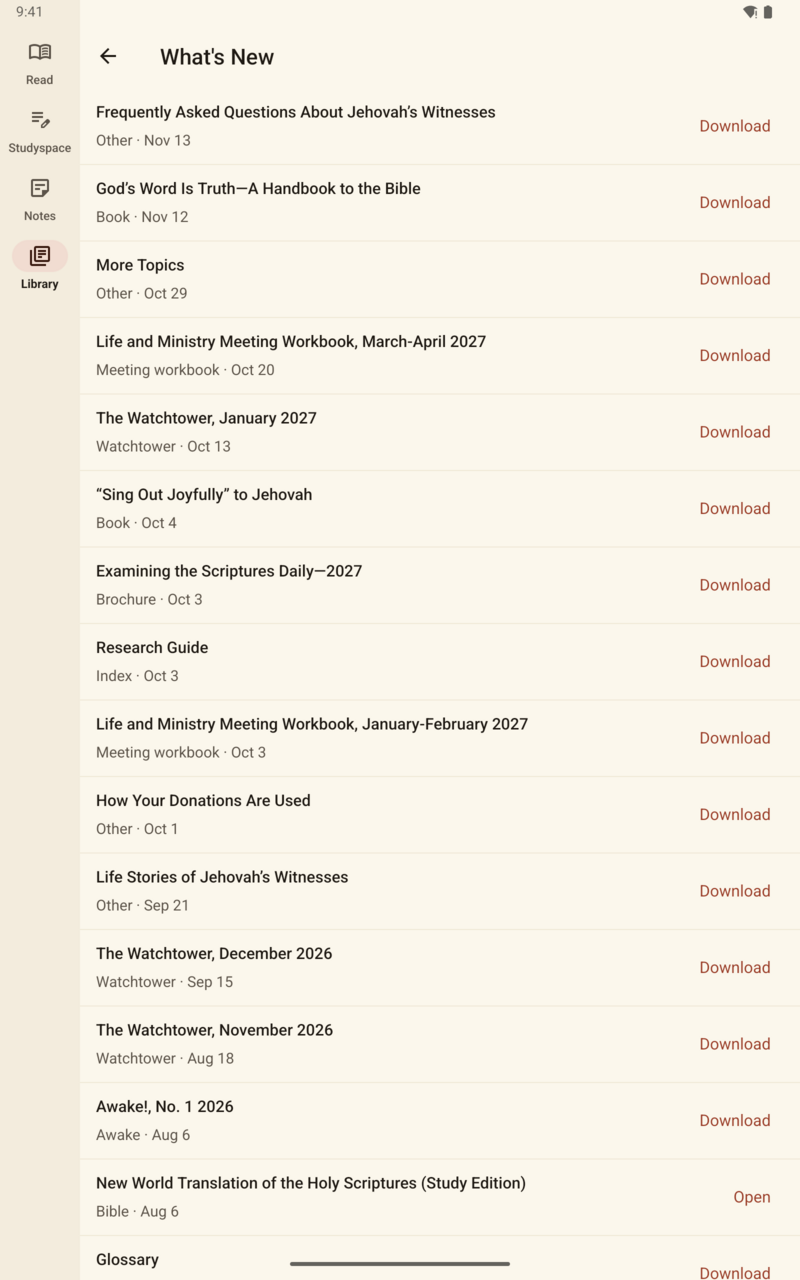 9:41
Read
Studyspace
Notes
Library
What's New
Frequently Asked Questions About Jehovah’s Witnesses
Other · Nov 13
Download
God’s Word Is Truth—A Handbook to the Bible
Book · Nov 12
Download
More Topics
Other · Oct 29
Download
Life and Ministry Meeting Workbook, March-April 2027
Meeting workbook · Oct 20
Download
The Watchtower, January 2027
Watchtower · Oct 13
Download
“Sing Out Joyfully” to Jehovah
Book · Oct 4
Download
Examining the Scriptures Daily—2027
Brochure · Oct 3
Download
Research Guide
Index · Oct 3
Download
Life and Ministry Meeting Workbook, January-February 2027
Meeting workbook · Oct 3
Download
How Your Donations Are Used
Other · Oct 1
Download
Life Stories of Jehovah’s Witnesses
Other · Sep 21
Download
The Watchtower, December 2026
Watchtower · Sep 15
Download
The Watchtower, November 2026
Watchtower · Aug 18
Download
Awake!, No. 1 2026
Awake · Aug 6
Download
New World Translation of the Holy Scriptures (Study Edition)
Bible · Aug 6
Open
Glossary
Download